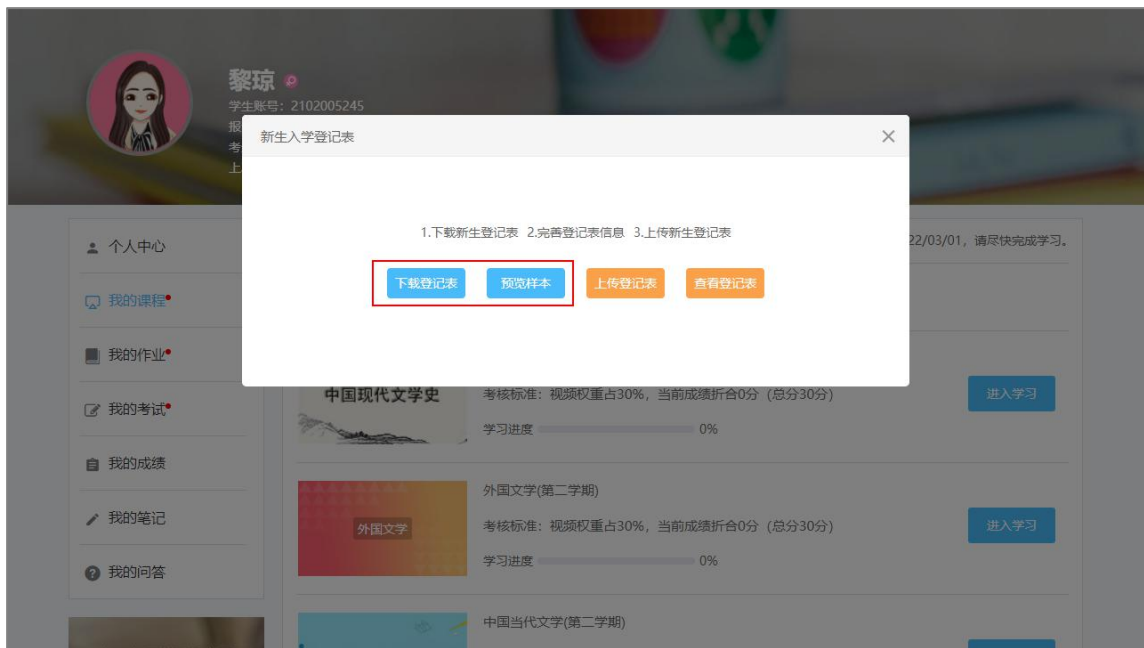 黎琼
学生账号：2102005245
报
考
上
新生入学登记表
1.下载新生登记表 2.完善登记表信息 3.上传新生登记表
下载登记表 预览样本 上传登记表 查看登记表
22/03/01，请尽快完成学习。
个人中心
我的课程
我的作业
我的考试
我的成绩
我的笔记
我的问答
中国现代文学史
考核标准：视频权重占30%，当前成绩折合0分（总分30分）
进入学习
学习进度 0%
外国文学
外国文学(第二学期)
考核标准：视频权重占30%，当前成绩折合0分（总分30分）
进入学习
学习进度 0%
中国当代文学(第二学期)